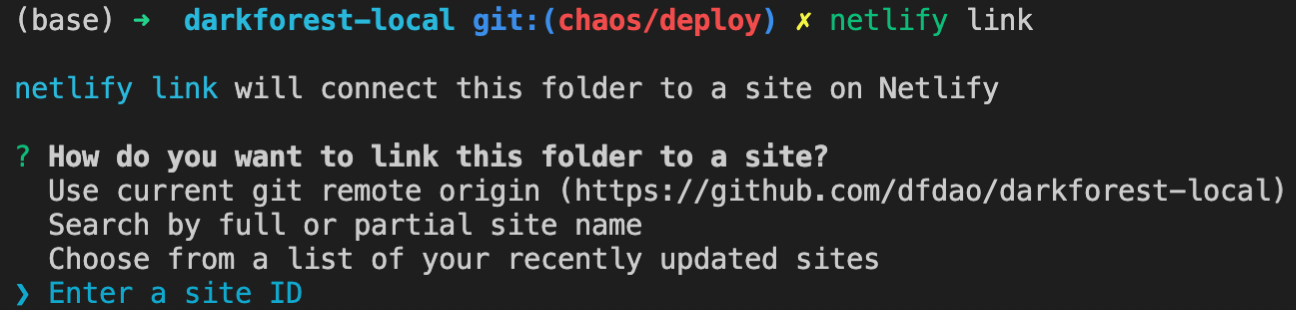 (base) ➜ darkforest-local git:(chaos/deploy) ✗ netlify link
netlify link will connect this folder to a site on Netlify
? How do you want to link this folder to a site?
Use current git remote origin (https://github.com/dfdao/darkforest-local)
Search by full or partial site name
Choose from a list of your recently updated sites
❯ Enter a site ID